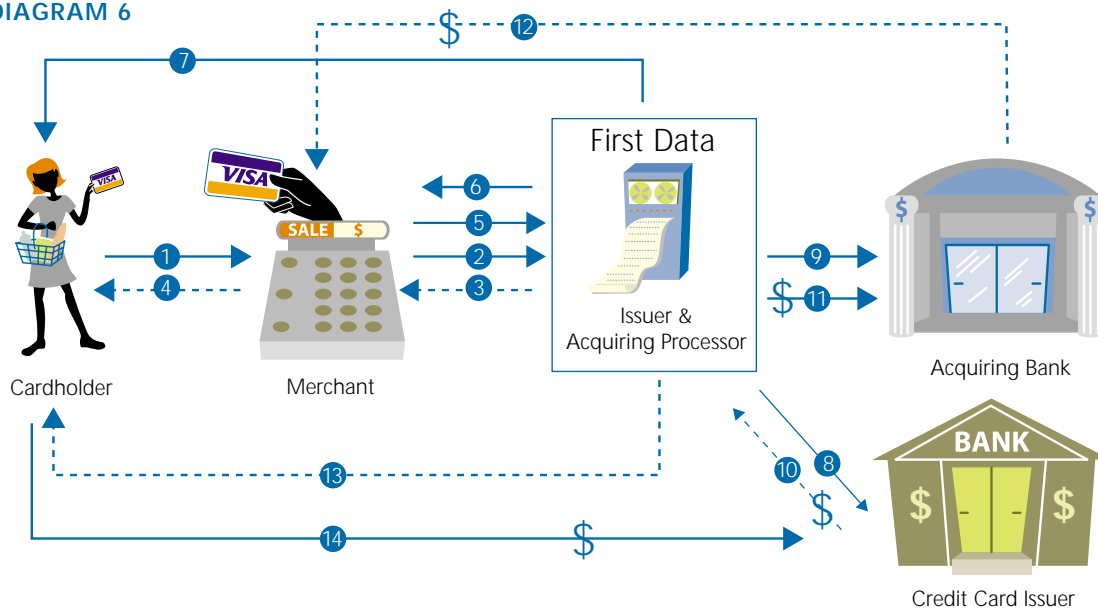 DIAGRAM 6
$ 12
7
First Data
VISA
VISA
6
5
SALE $
1
2
9
4
3
$ 11
$ $
Issuer &
Acquiring Processor
Cardholder
Merchant
Acquiring Bank
BANK
13
10
8
$
$ $
14
$
Credit Card Issuer